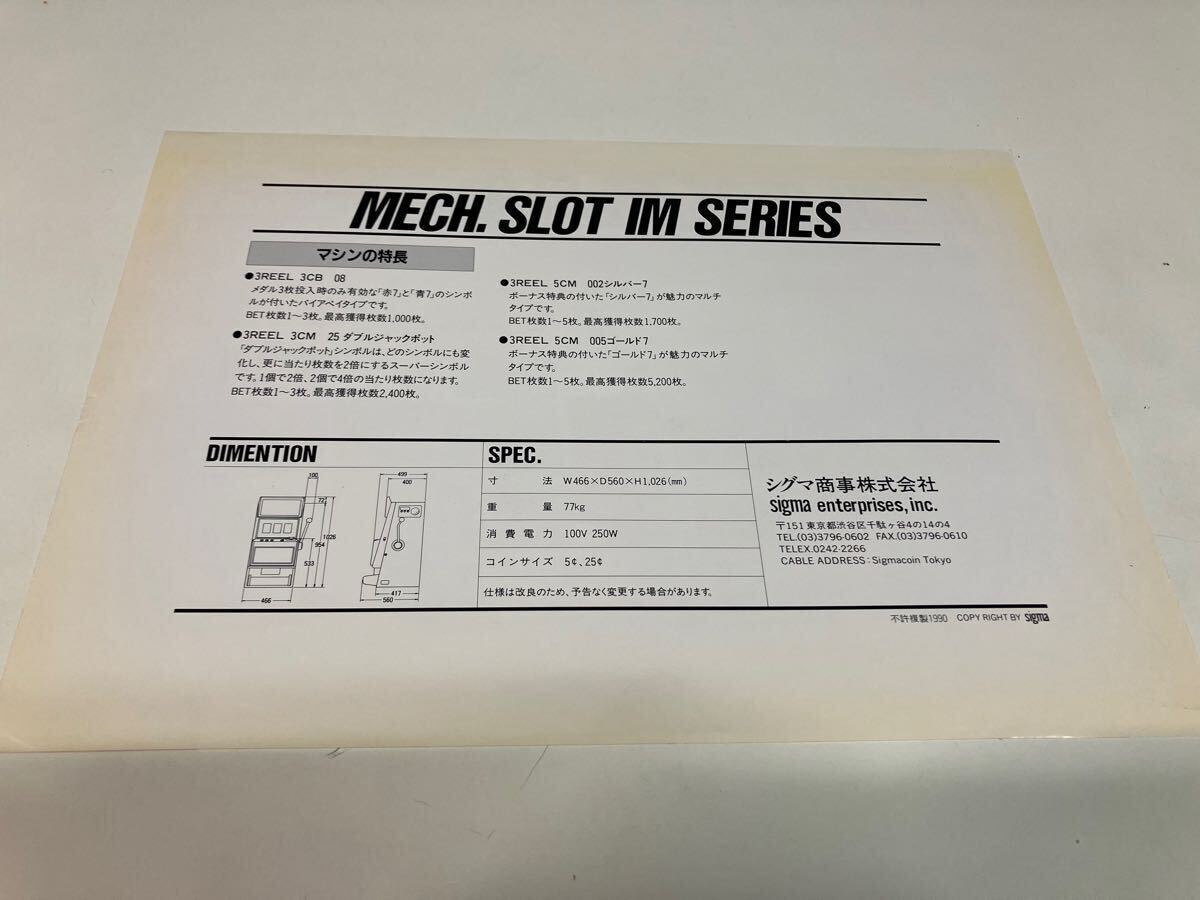 MECH. SLOT IM SERIES
マシンの特長
●3REEL 3CB 08
メダル3枚投入時のみ有効な「赤7」と「青7」のシンボ
ルが付いたバイアペイタイプです。
BET枚数1〜3枚。最高獲得枚数1,000枚。
●3REEL 3CM 25 ダブルジャックポット
「ダブルジャックポット」シンボルは、どのシンボルにも変
化し、更に当たり枚数を2倍にするスーパーシンボル
です。1個で2倍、2個で4倍の当たり枚数になります。
BET枚数1〜3枚。最高獲得枚数2,400枚。
●3REEL 5CM 002シルバー7
ボーナス特典の付いた「シルバー7」が魅力のマルチ
タイプです。
BET枚数1〜5枚。最高獲得枚数1,700枚。
●3REEL 5CM 005ゴールド7
ボーナス特典の付いた「ゴールド7」が魅力のマルチ
タイプです。
BET枚数1〜5枚。最高獲得枚数5,200枚。
DIMENTION
100
72
1026
954
533
466
499
400
417
560
SPEC.
寸法 W466×D560×H1,026(mm)
重量 77kg
消費電力 100V 250W
コインサイズ 5¢、25¢
仕様は改良のため、予告なく変更する場合があります。
シグマ商事株式会社
sigma enterprises, inc.
〒151 東京都渋谷区千駄ヶ谷4の14の4
TEL.(03)3796-0602 FAX.(03)3796-0610
TELEX.0242-2266
CABLE ADDRESS : Sigmacoin Tokyo
不許複製1990 COPY RIGHT BY sigma